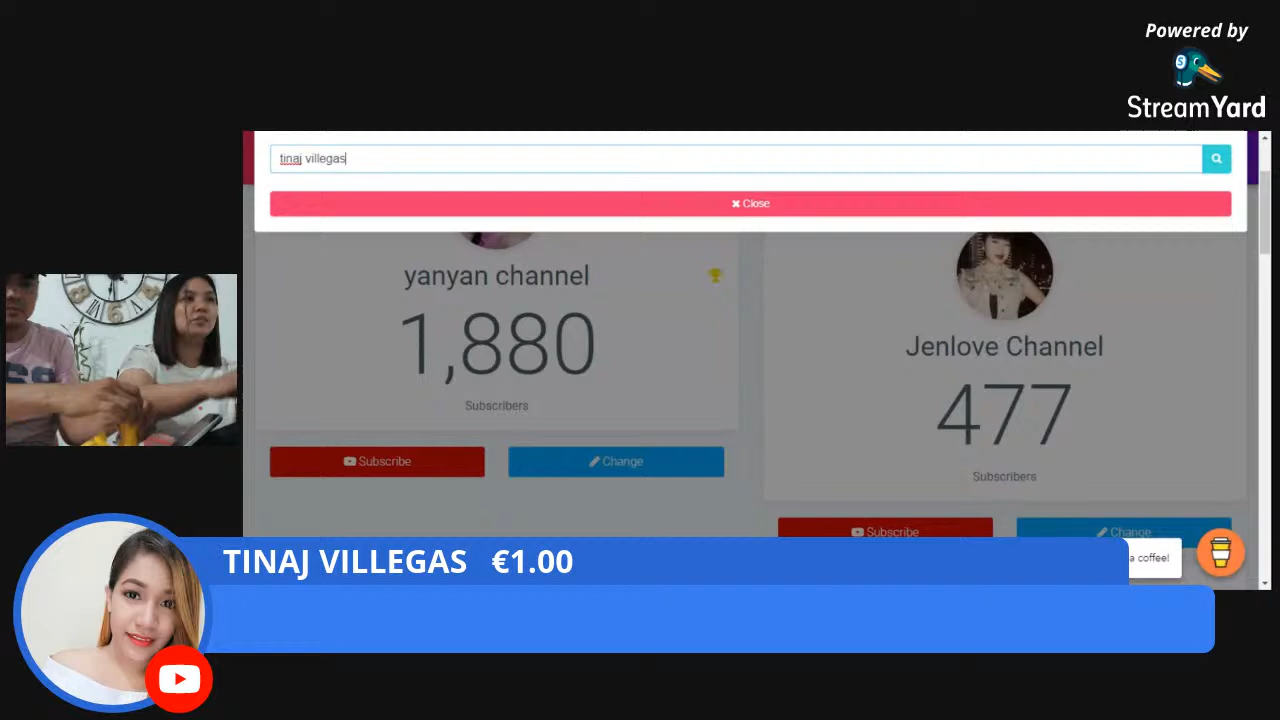 Powered by
StreamYard
tinaj villegas
Close
yanyan channel
1,880
Subscribers
Subscribe
Change
Jenlove Channel
477
Subscribers
Subscribe
Change
a coffee!
TINAJ VILLEGAS €1.00